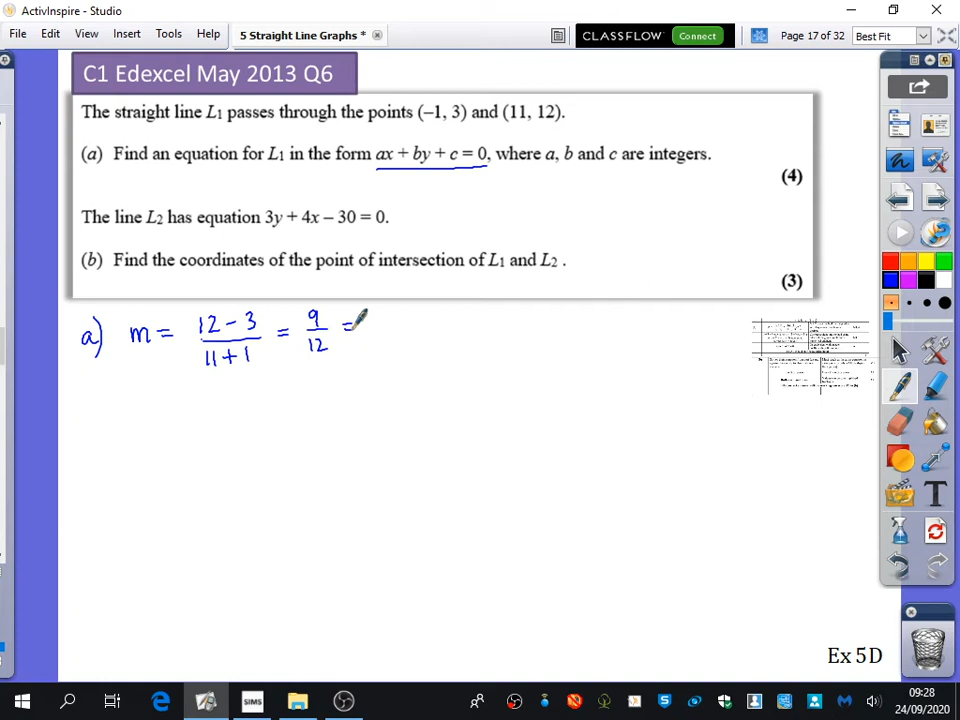 ActivInspire - Studio
File Edit View Insert Tools Help
5 Straight Line Graphs *
CLASSFLOW Connect
Page 17 of 32
Best Fit
C1 Edexcel May 2013 Q6
The straight line L₁ passes through the points (–1, 3) and (11, 12).
(a) Find an equation for L₁ in the form ax + by + c = 0, where a, b and c are integers.
(4)
The line L₂ has equation 3y + 4x – 30 = 0.
(b) Find the coordinates of the point of intersection of L₁ and L₂ .
(3)
a) m = 12 - 3 / 11 + 1 = 9 / 12 =
Ex 5D
SIMS
09:28
24/09/2020